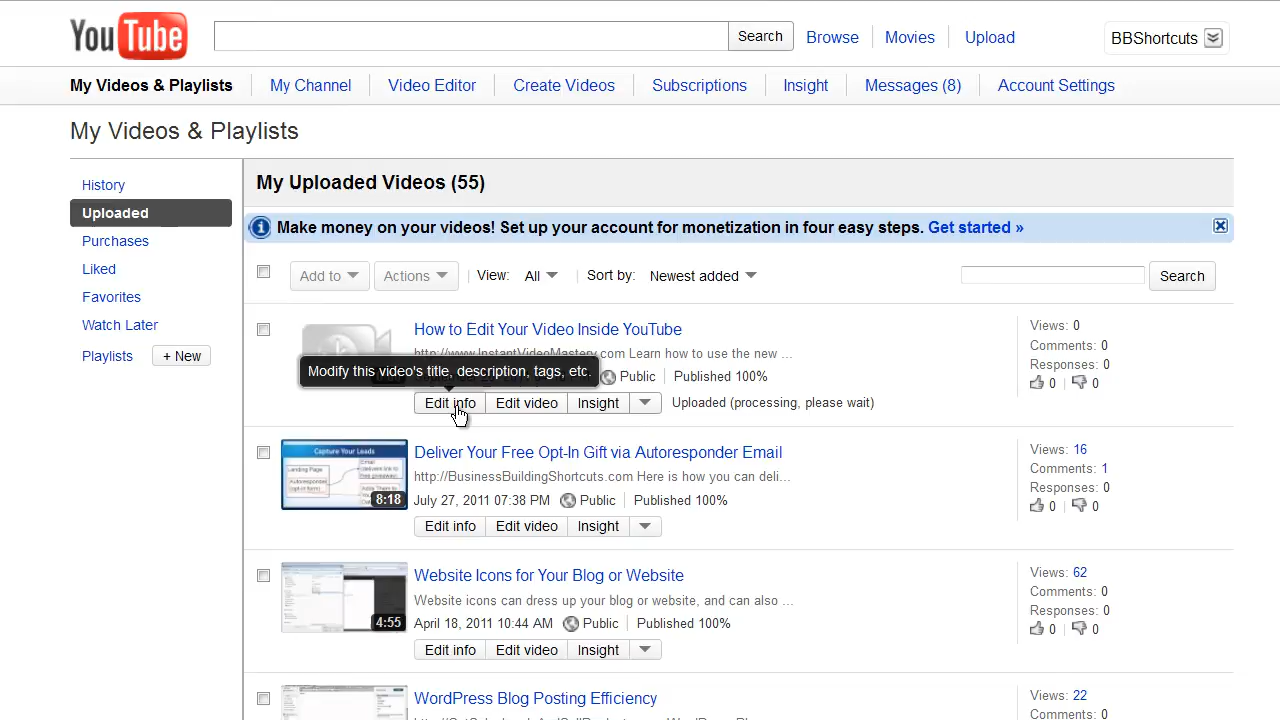 YouTube
Search
Browse
Movies
Upload
BBShortcuts
My Videos & Playlists
My Channel
Video Editor
Create Videos
Subscriptions
Insight
Messages (8)
Account Settings
My Videos & Playlists
History
Uploaded
Purchases
Liked
Favorites
Watch Later
Playlists
+ New
My Uploaded Videos (55)
Make money on your videos! Set up your account for monetization in four easy steps. Get started »
Add to
Actions
View: All
Sort by: Newest added
Search
How to Edit Your Video Inside YouTube
http://www.InstantVideoMastery.com Learn how to use the new ...
Modify this video's title, description, tags, etc.
Public
Published 100%
Edit info
Edit video
Insight
Uploaded (processing, please wait)
Views: 0
Comments: 0
Responses: 0
0
0
Capture Your Leads
Landing Page
8:18
Deliver Your Free Opt-In Gift via Autoresponder Email
http://BusinessBuildingShortcuts.com Here is how you can deli...
July 27, 2011 07:38 PM
Public
Published 100%
Edit info
Edit video
Insight
Views: 16
Comments: 1
Responses: 0
0
0
4:55
Website Icons for Your Blog or Website
Website icons can dress up your blog or website, and can also ...
April 18, 2011 10:44 AM
Public
Published 100%
Edit info
Edit video
Insight
Views: 62
Comments: 0
Responses: 0
0
0
WordPress Blog Posting Efficiency
Views: 22
Comments: 0